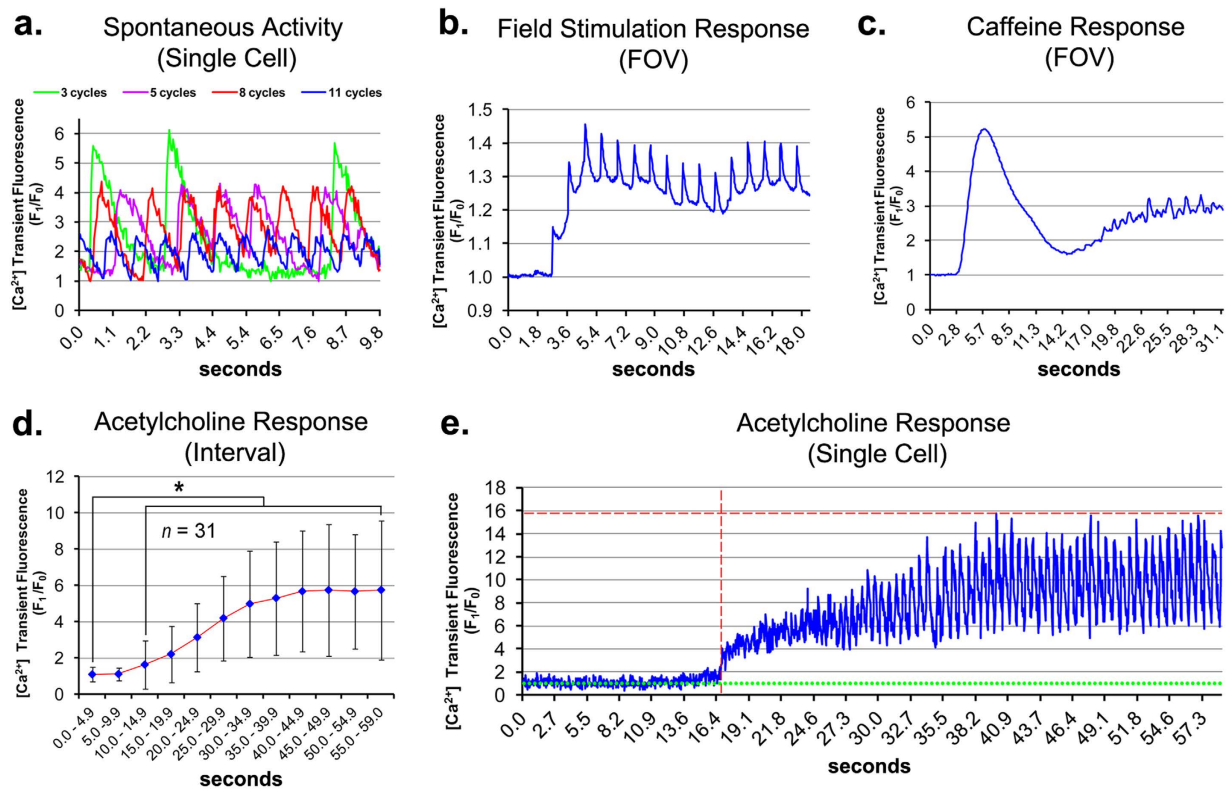 a.
Spontaneous Activity
(Single Cell)
3 cycles 5 cycles 8 cycles 11 cycles
[Ca²⁺] Transient Fluorescence
(F₁/F₀)
6
5
4
3
2
1
0
0.0 1.1 2.2 3.3 4.4 5.5 6.6 7.7 8.7 9.8
seconds
b.
Field Stimulation Response
(FOV)
[Ca²⁺] Transient Fluorescence
(F₁/F₀)
1.5
1.4
1.3
1.2
1.1
1.0
0.9
0.0 1.8 3.6 5.4 7.2 9.0 10.8 12.6 14.4 16.2 18.0
seconds
c.
Caffeine Response
(FOV)
[Ca²⁺] Transient Fluorescence
(F₁/F₀)
6
5
4
3
2
1
0
0.0 2.8 5.7 8.5 11.3 14.2 17.0 19.8 22.6 25.5 28.3 31.1
seconds
d.
Acetylcholine Response
(Interval)
[Ca²⁺] Transient Fluorescence
(F₁/F₀)
12
10
8
6
4
2
0
*
n = 31
0.0 - 4.9 5.0 -9.9 10.0 - 14.9 15.0 - 19.9 20.0 - 24.9 25.0 - 29.9 30.0 - 34.9 35.0 - 39.9 40.0 - 44.9 45.0 - 49.9 50.0 - 54.9 55.0 - 59.0
seconds
e.
Acetylcholine Response
(Single Cell)
[Ca²⁺] Transient Fluorescence
(F₁/F₀)
18
16
14
12
10
8
6
4
2
0
0.0 2.7 5.5 8.2 10.9 13.6 16.4 19.1 21.8 24.6 27.3 30.0 32.7 35.5 38.2 40.9 43.7 46.4 49.1 51.8 54.6 57.3
seconds